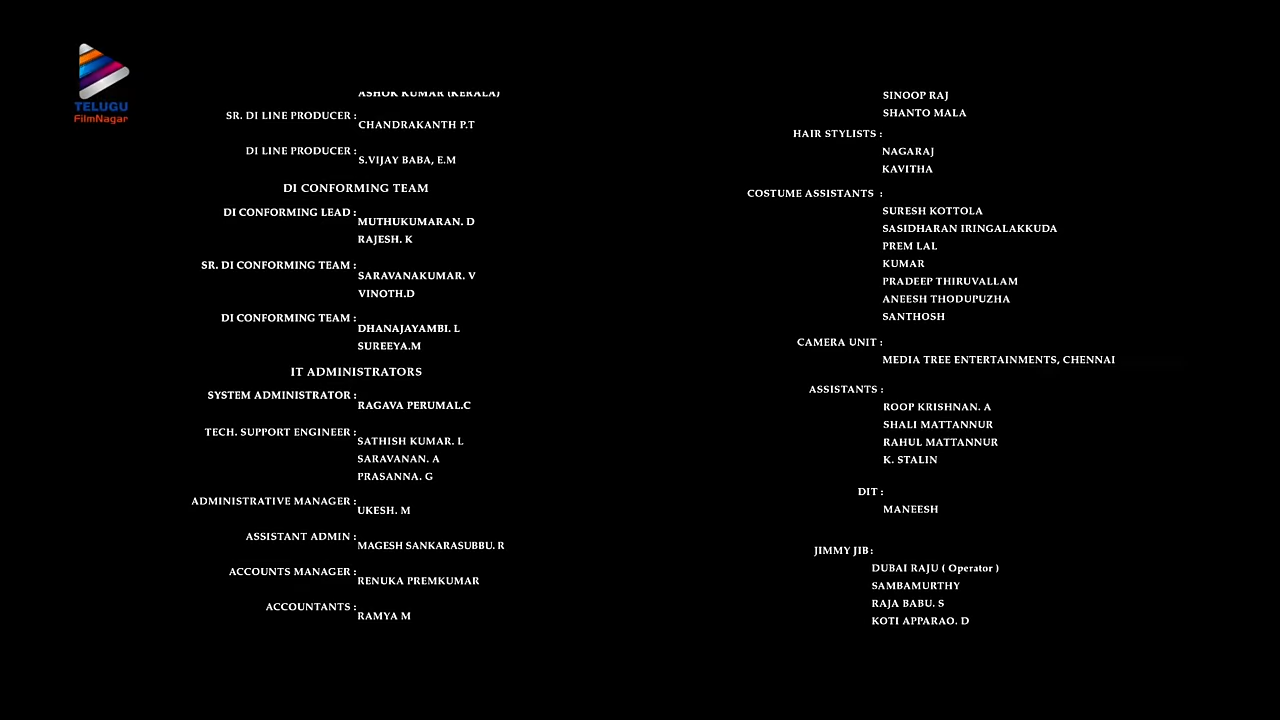 TELUGU
FilmNagar
ASHOK KUMAR (KERALA)
SR. DI LINE PRODUCER :
CHANDRAKANTH P.T
DI LINE PRODUCER :
S.VIJAY BABA, E.M
DI CONFORMING TEAM
DI CONFORMING LEAD :
MUTHUKUMARAN. D
RAJESH. K
SR. DI CONFORMING TEAM :
SARAVANAKUMAR. V
VINOTH.D
DI CONFORMING TEAM :
DHANAJAYAMBI. L
SUREEYA.M
IT ADMINISTRATORS
SYSTEM ADMINISTRATOR :
RAGAVA PERUMAL.C
TECH. SUPPORT ENGINEER :
SATHISH KUMAR. L
SARAVANAN. A
PRASANNA. G
ADMINISTRATIVE MANAGER :
UKESH. M
ASSISTANT ADMIN :
MAGESH SANKARASUBBU. R
ACCOUNTS MANAGER :
RENUKA PREMKUMAR
ACCOUNTANTS :
RAMYA M
SINOOP RAJ
SHANTO MALA
HAIR STYLISTS :
NAGARAJ
KAVITHA
COSTUME ASSISTANTS :
SURESH KOTTOLA
SASIDHARAN IRINGALAKKUDA
PREM LAL
KUMAR
PRADEEP THIRUVALLAM
ANEESH THODUPUZHA
SANTHOSH
CAMERA UNIT :
MEDIA TREE ENTERTAINMENTS, CHENNAI
ASSISTANTS :
ROOP KRISHNAN. A
SHALI MATTANNUR
RAHUL MATTANNUR
K. STALIN
DIT :
MANEESH
JIMMY JIB :
DUBAI RAJU ( Operator )
SAMBAMURTHY
RAJA BABU. S
KOTI APPARAO. D